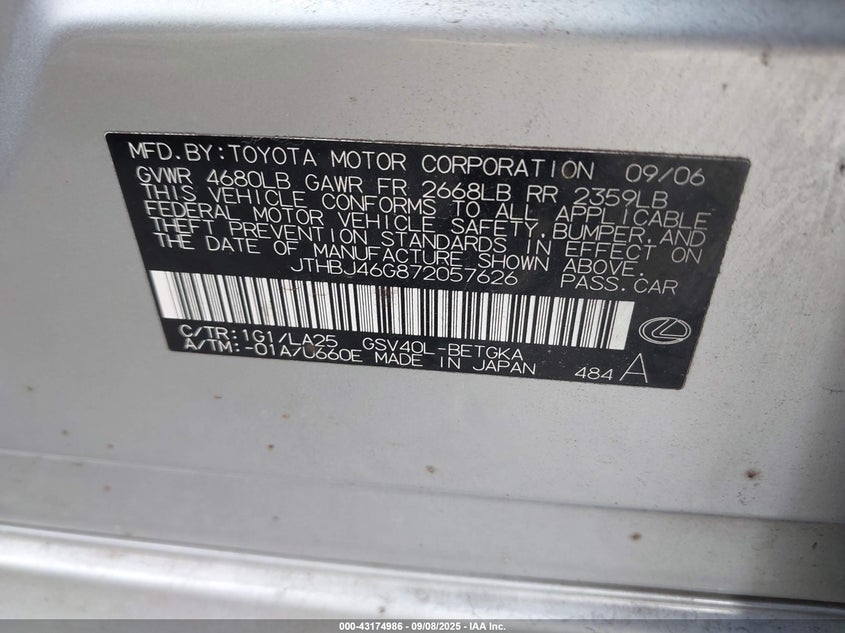 MFD.BY:TOYOTA MOTOR CORPORATION 09/06
GVWR 4680LB GAWR FR 2668LB RR 2359LB
THIS VEHICLE CONFORMS TO ALL APPLICABLE
FEDERAL MOTOR VEHICLE SAFETY,BUMPER,AND
THEFT PREVENTION STANDARDS IN EFFECT ON
THE DATE OF MANUFACTURE SHOWN ABOVE.
JTHBJ46G872057626 PASS.CAR
C/TR:1G1/LA25 GSV40L-BETGKA
A/TM:-01A/U660E MADE IN JAPAN
484 A
000-43174986 - 09/08/2025 - IAA Inc.